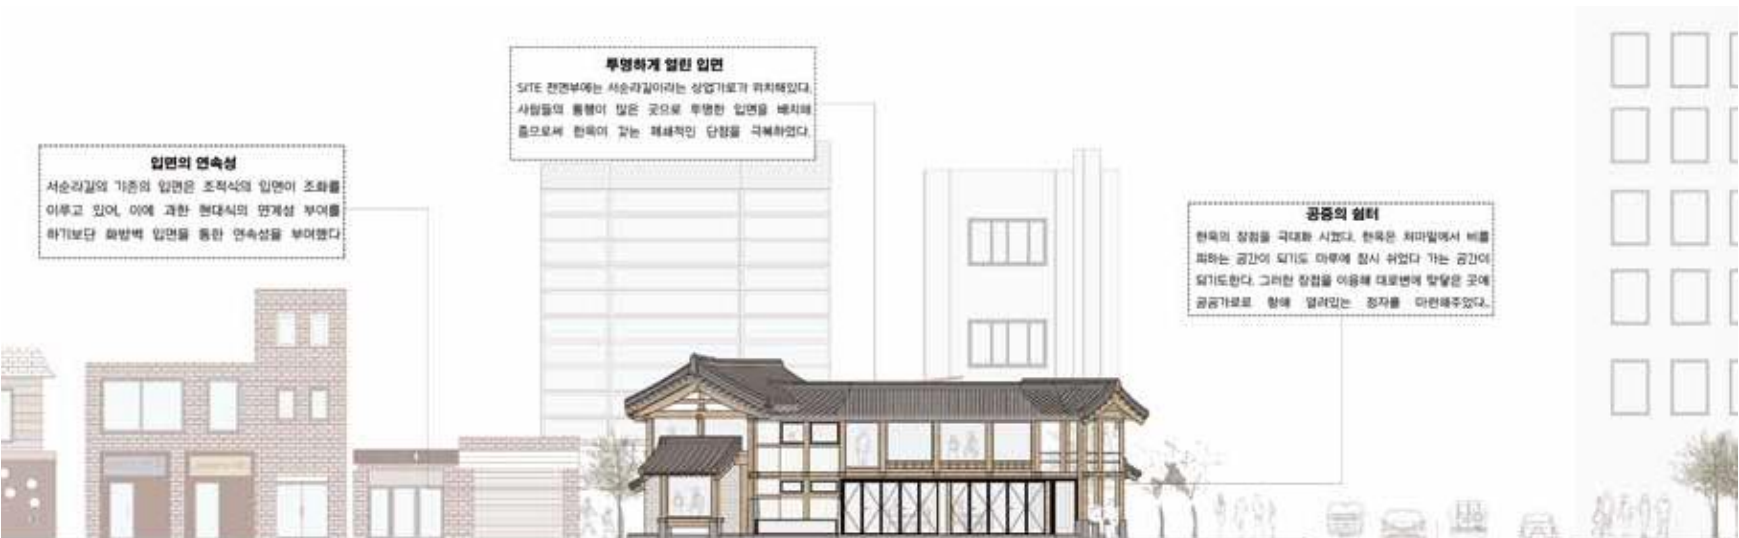 입면의 연속성
서순라길의 기존의 입면은 조적식의 입면이 조화를
이루고 있어, 이에 과한 현대식의 연계성 부여를
하기보단 화방벽 입면을 통한 연속성을 부여했다
투명하게 열린 입면
SITE 전면부에는 서순라길이라는 상업가로가 위치해있다.
사람들의 통행이 많은 곳으로 투명한 입면을 배치해
줌으로써 한옥이 갖는 폐쇄적인 단점을 극복하였다.
공중의 쉼터
한옥의 장점을 극대화 시켰다. 한옥은 처마밑에서 비를
피하는 공간이 되기도 마루에 잠시 쉬었다 가는 공간이
되기도한다. 그러한 장점을 이용해 대로변에 맞닿은 곳에
공공가로로 향해 열려있는 정자를 마련해주었다.